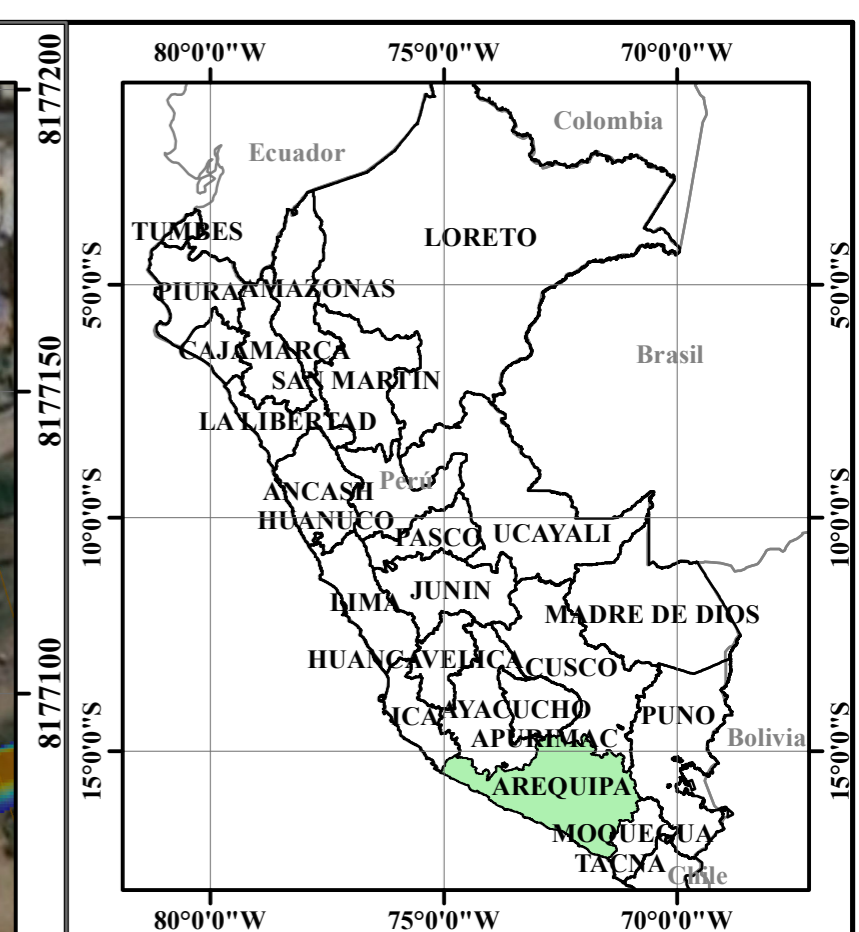 80°0'0"W 75°0'0"W 70°0'0"W
8177200
Colombia
Ecuador
TUMBES
LORETO
5°0'0"S
5°0'0"S
PIURA AMAZONAS
CAJAMARCA
Brasil
8177150
SAN MARTIN
LA LIBERTAD
Perú
ANCASH
10°0'0"S
10°0'0"S
HUANUCO
PASCO UCAYALI
JUNIN
LIMA
MADRE DE DIOS
HUANCAVELICA
CUSCO
8177100
ICA
AYACUCHO
PUNO
APURIMAC
Bolivia
15°0'0"S
15°0'0"S
AREQUIPA
MOQUEGUA
TACNA
Chile
80°0'0"W 75°0'0"W 70°0'0"W